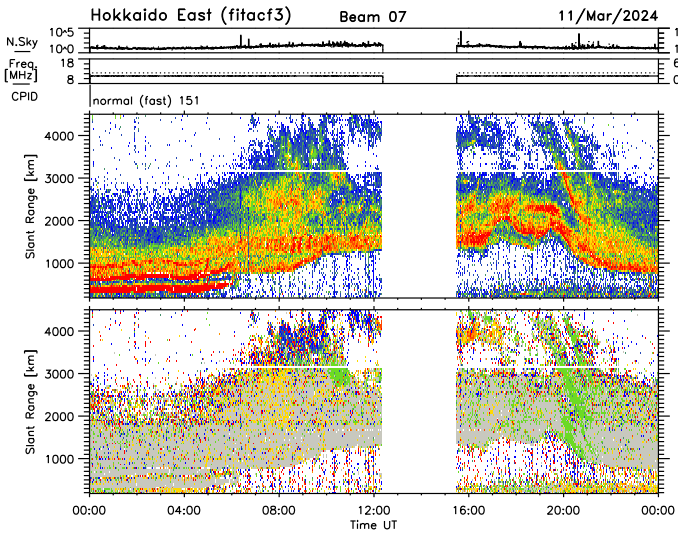 Hokkaido East (fitacf3) Beam 07 11/Mar/2024
N.Sky 10^5 10^0 1 1
Freq. [MHz] 18 8 6 0
CPID normal (fast) 151
Slant Range [km] 4000 3000 2000 1000
Slant Range [km] 4000 3000 2000 1000
00:00 04:00 08:00 12:00 16:00 20:00 00:00
Time UT